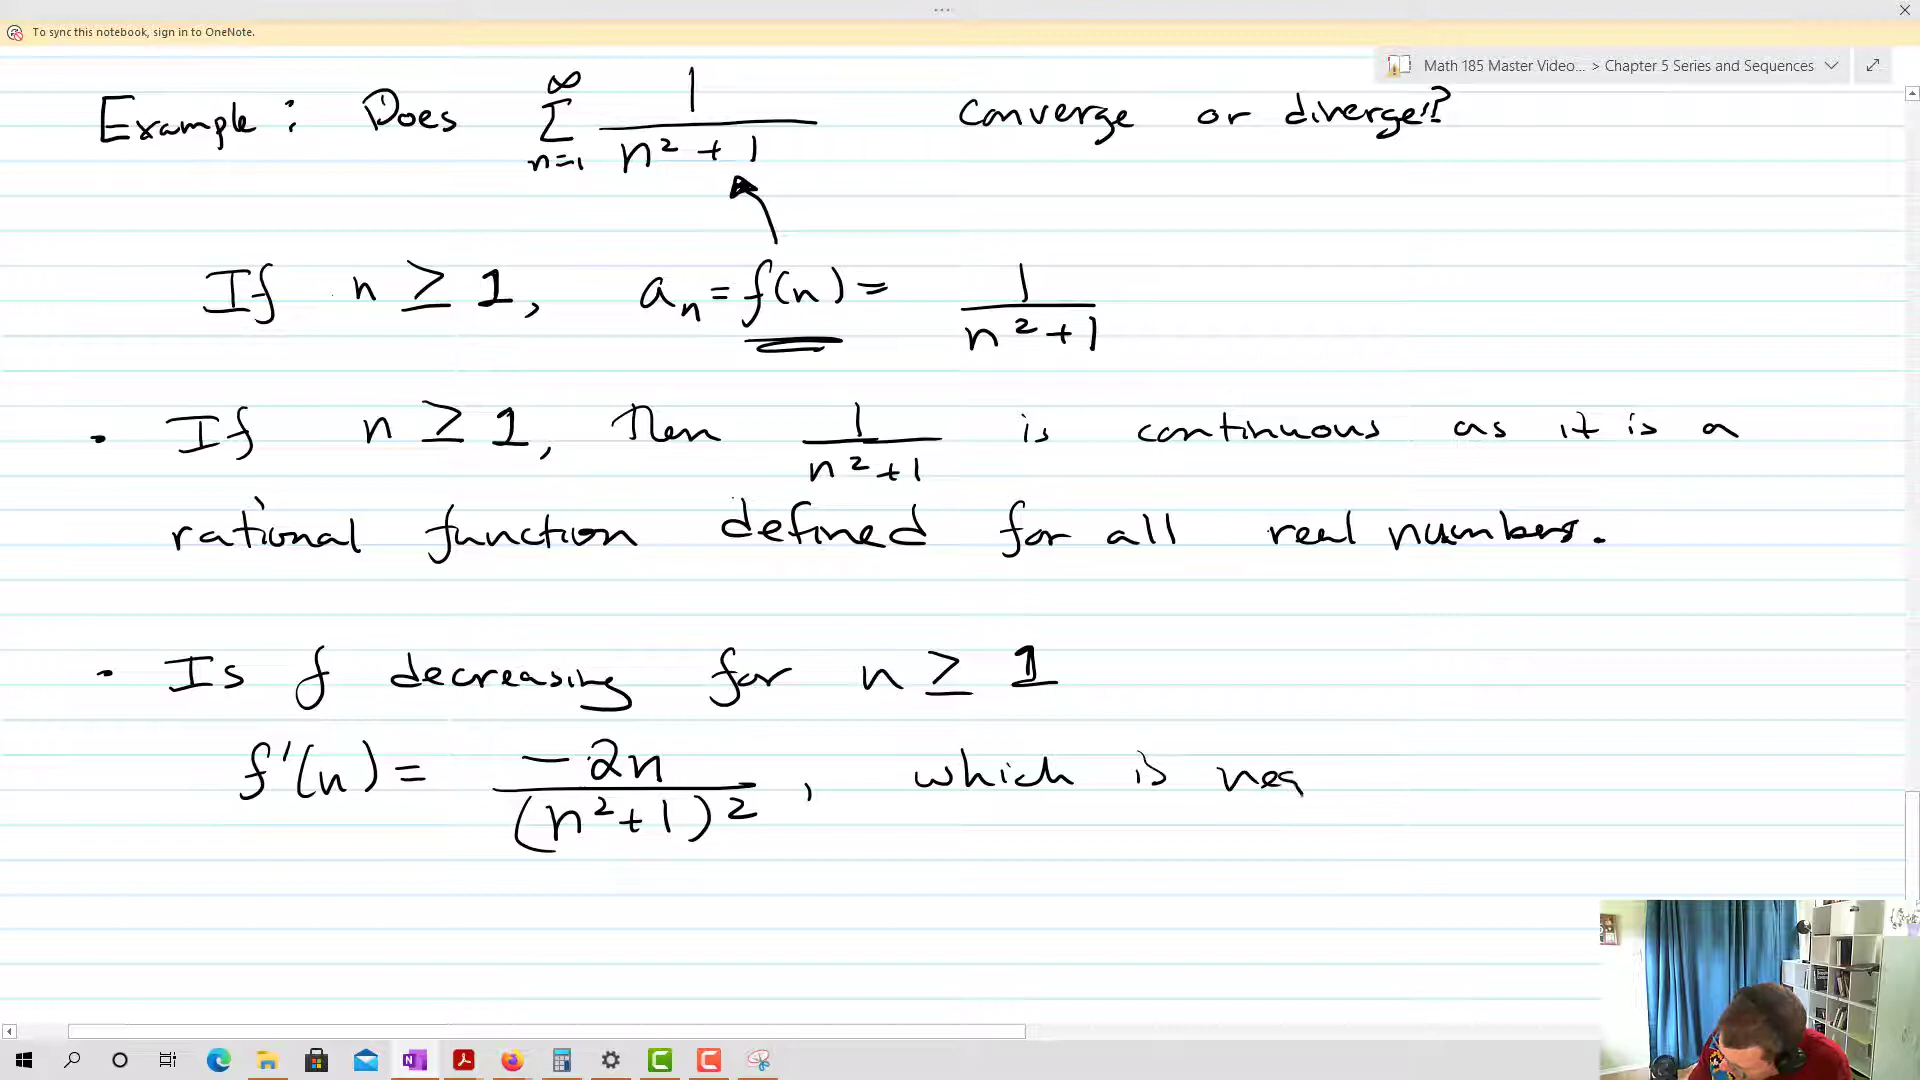 To sync this notebook, sign in to OneNote.
Math 185 Master Video... > Chapter 5 Series and Sequences
Example: Does ∑_{n=1}^{∞} 1/(n² + 1) converge or diverge?
If n ≥ 1, aₙ = f(n) = 1/(n² + 1)
• If n ≥ 1, then 1/(n² + 1) is continuous as it is a
rational function defined for all real numbers.
• Is f decreasing for n ≥ 1
f'(n) = -2n/(n² + 1)², which is neg